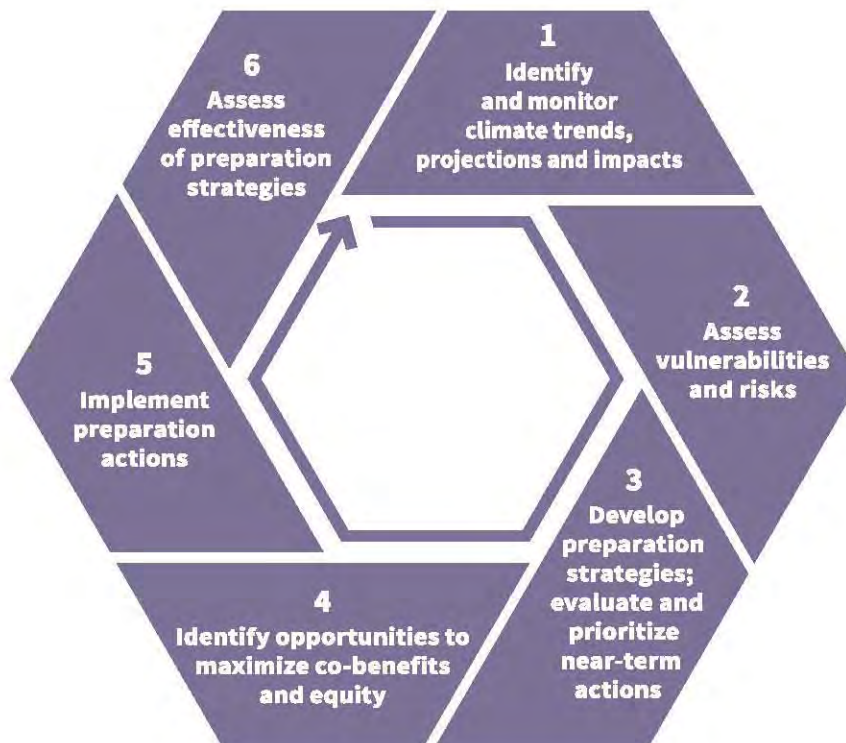 1
Identify
and monitor
climate trends,
projections and impacts
2
Assess
vulnerabilities
and risks
3
Develop
preparation
strategies;
evaluate and
prioritize
near-term
actions
4
Identify opportunities to
maximize co-benefits
and equity
5
Implement
preparation
actions
6
Assess
effectiveness
of preparation
strategies